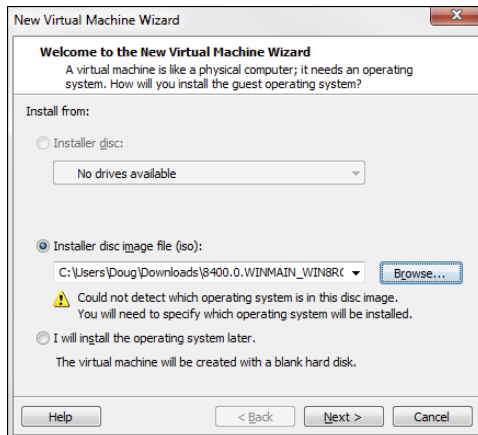 New Virtual Machine Wizard
Welcome to the New Virtual Machine Wizard
A virtual machine is like a physical computer; it needs an operating
system. How will you install the guest operating system?
Install from:
Installer disc:
No drives available
Installer disc image file (iso):
C:\Users\Doug\Downloads\8400.0.WINMAIN_WIN8R( Browse...
Could not detect which operating system is in this disc image.
You will need to specify which operating system will be installed.
I will install the operating system later.
The virtual machine will be created with a blank hard disk.
Help < Back Next > Cancel